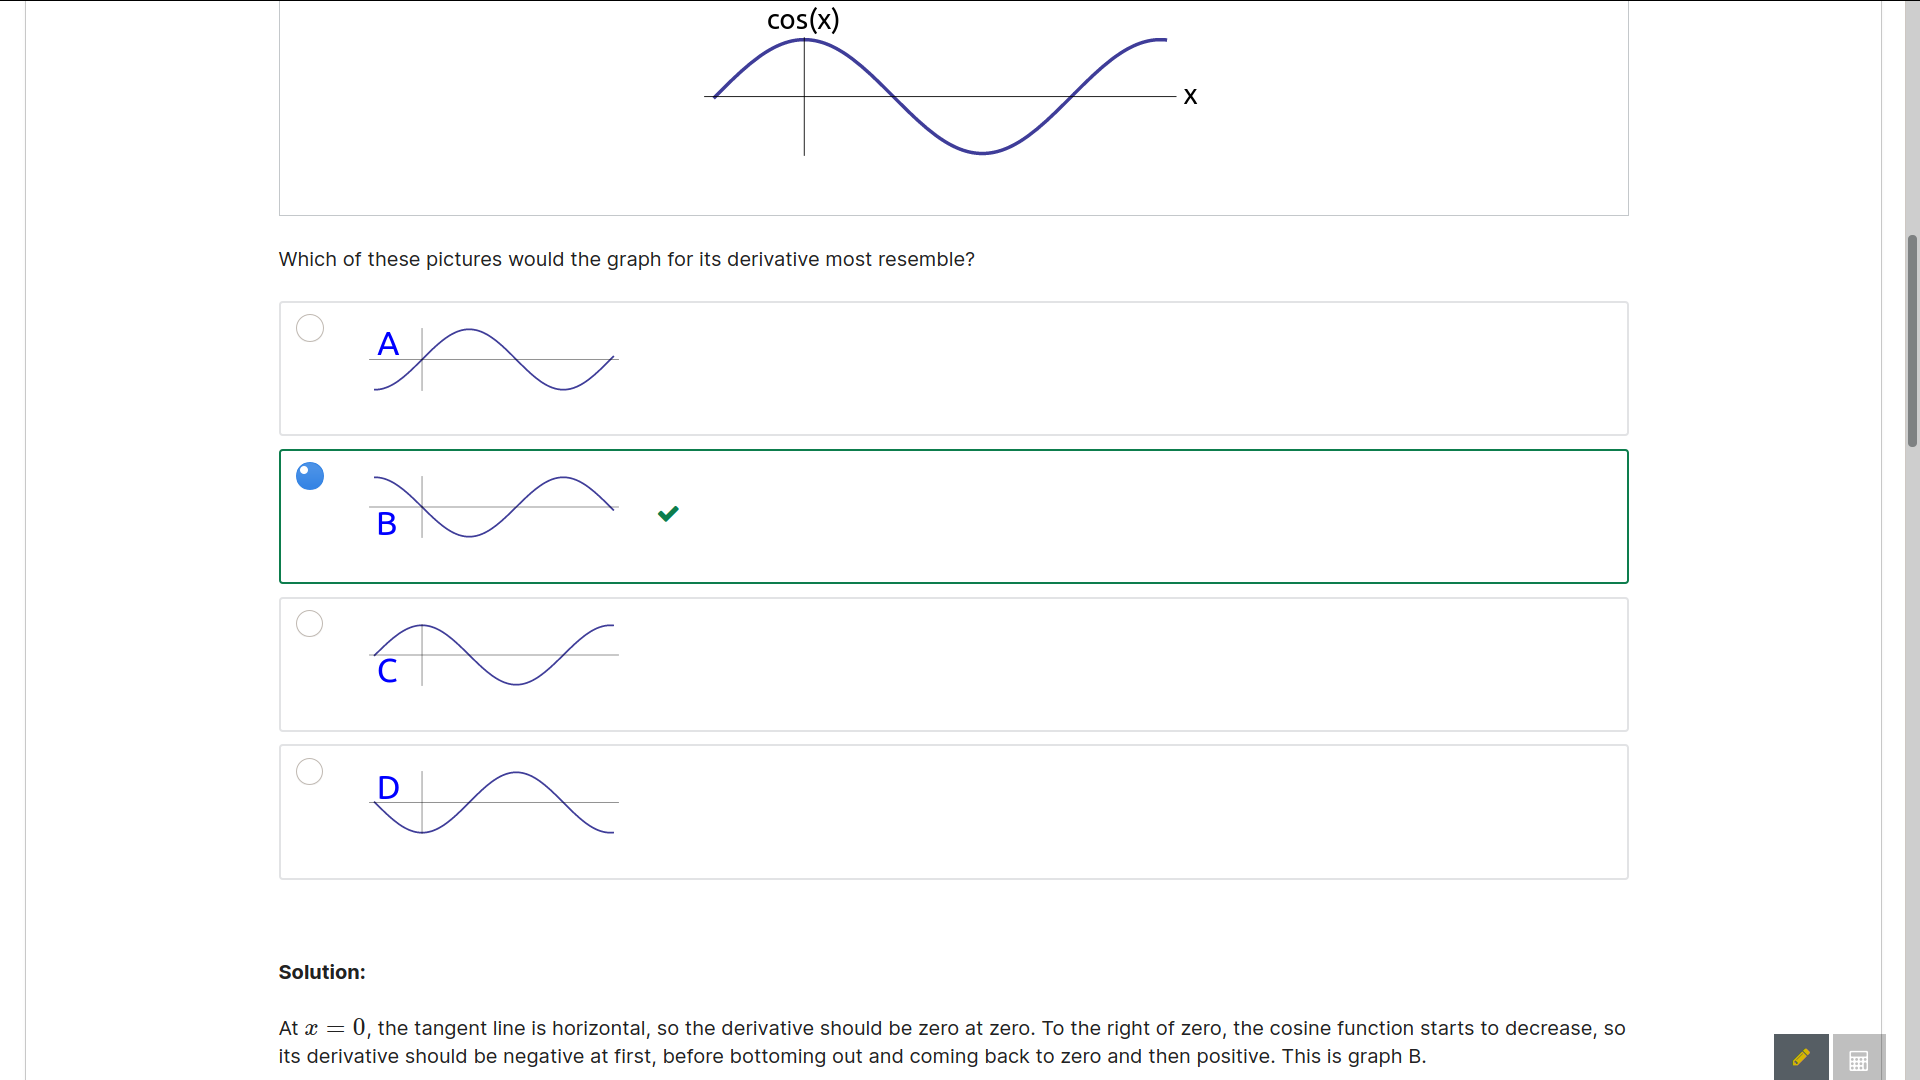 cos(x)
x
Which of these pictures would the graph for its derivative most resemble?
A
B
C
D
Solution:
At x = 0, the tangent line is horizontal, so the derivative should be zero at zero. To the right of zero, the cosine function starts to decrease, so
its derivative should be negative at first, before bottoming out and coming back to zero and then positive. This is graph B.